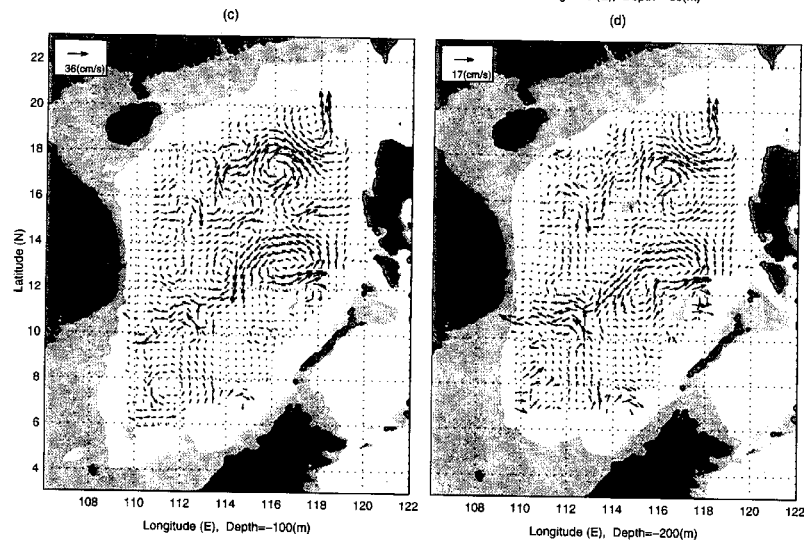 (c)
(d)
36(cm/s)
17(cm/s)
22
20
18
16
14
12
10
8
6
4
Latitude (N)
108 110 112 114 116 118 120 122
108 110 112 114 116 118 120 122
Longitude (E), Depth=-100(m)
Longitude (E), Depth=-200(m)